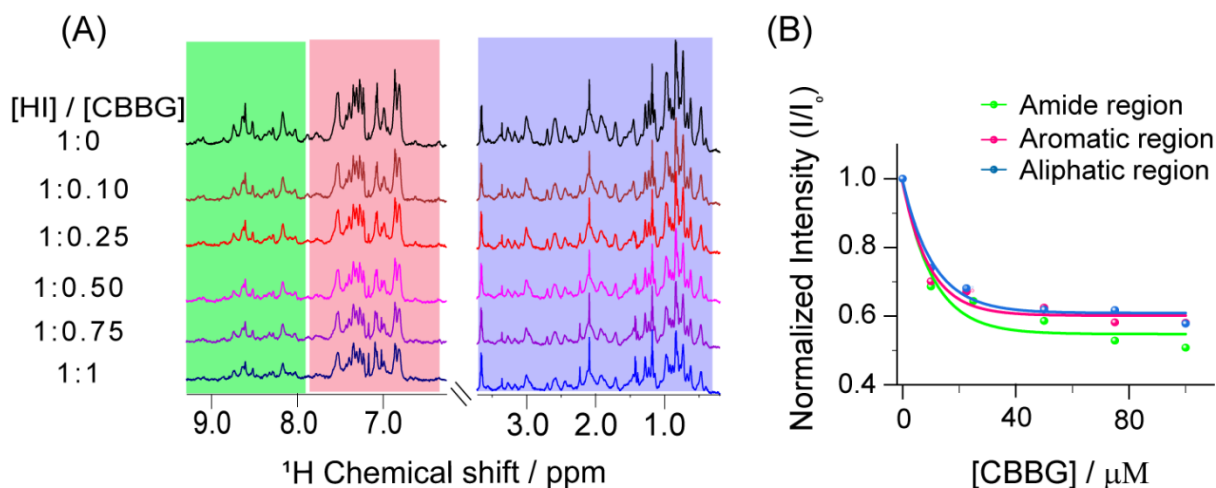 (A)
[HI] / [CBBG]
1:0
1:0.10
1:0.25
1:0.50
1:0.75
1:1
9.0 8.0 7.0 3.0 2.0 1.0
¹H Chemical shift / ppm
(B)
Amide region
Aromatic region
Aliphatic region
Normalized Intensity (I/I₀)
1.0
0.8
0.6
0.4
0 40 80
[CBBG] / μM